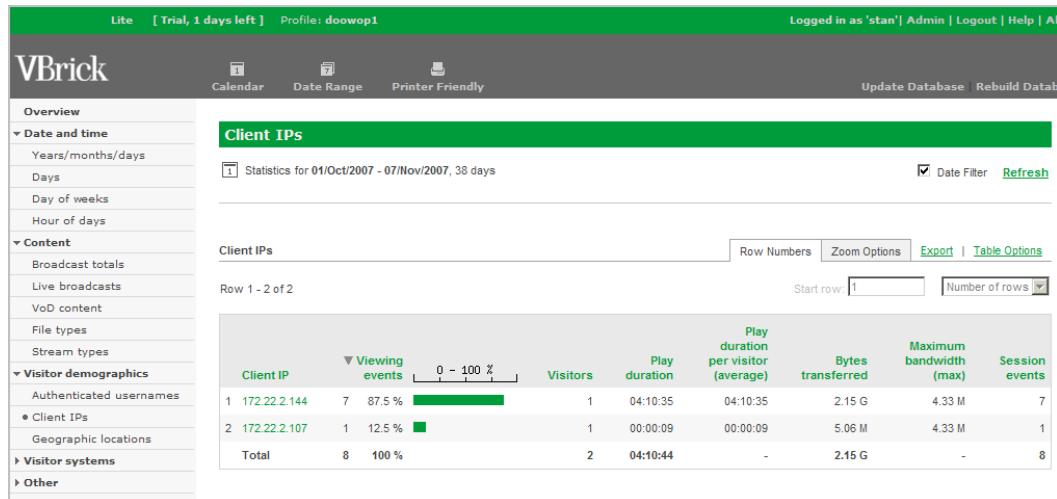 Lite [ Trial, 1 days left ] Profile: doowop1 Logged in as 'stan'| Admin | Logout | Help |
VBrick
1 7
Calendar Date Range Printer Friendly Update Database Rebuild
Overview
Date and time
Years/months/days
Days
Day of weeks
Hour of days
Content
Broadcast totals
Live broadcasts
VoD content
File types
Stream types
Visitor demographics
Authenticated usernames
Client IPs
Geographic locations
Visitor systems
Other
Client IPs
1 Statistics for 01/Oct/2007 - 07/Nov/2007, 38 days Date Filter Refresh
Client IPs Row Numbers Zoom Options Export | Table Options
Row 1 - 2 of 2 Start row: 1 Number of rows
Client IP Viewing events 0 - 100 % Visitors Play duration Play duration per visitor (average) Bytes transferred Maximum bandwidth (max) Session events
1 172.22.2.144 7 87.5 % 1 04:10:35 04:10:35 2.15 G 4.33 M 7
2 172.22.2.107 1 12.5 % 1 00:00:09 00:00:09 5.06 M 4.33 M 1
Total 8 100 % 2 04:10:44 - 2.15 G - 8